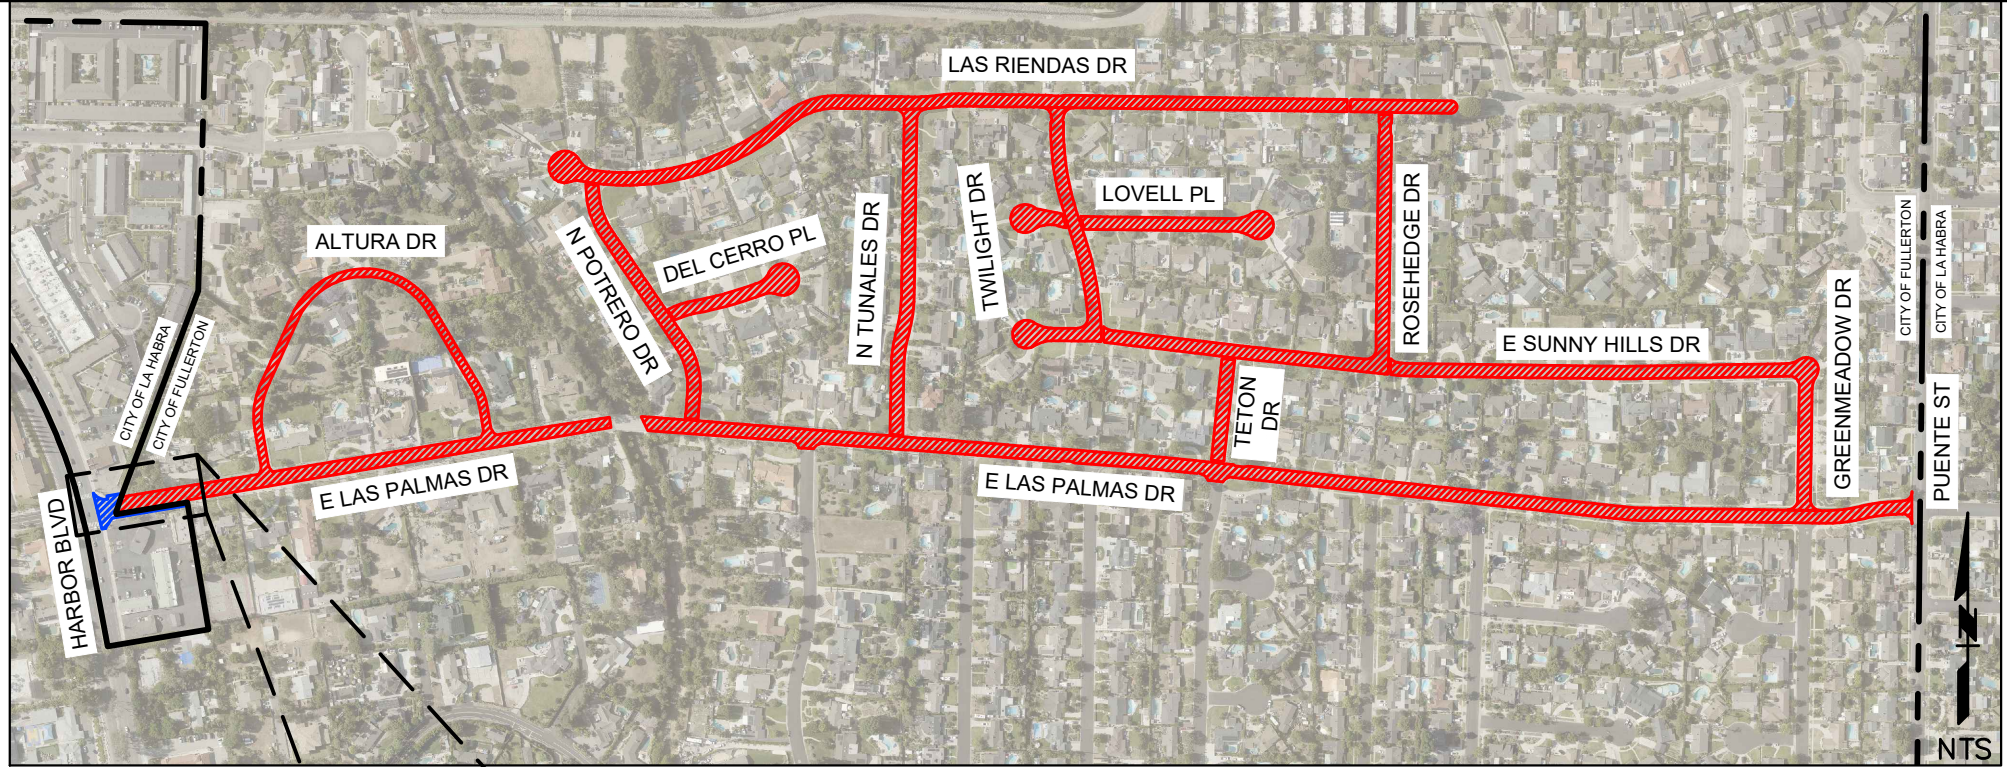 LAS RIENDAS DR
LOVELL PL
ALTURA DR
N POTRERO DR
DEL CERRO PL
N TUNALES DR
TWILIGHT DR
ROSEHEDGE DR
CITY OF FULLERTON
CITY OF LA HABRA
GREENMEADOW DR
E SUNNY HILLS DR
CITY OF LA HABRA
CITY OF FULLERTON
TETON
DR
PUENTE ST
E LAS PALMAS DR
E LAS PALMAS DR
HARBOR BLVD
N
NTS